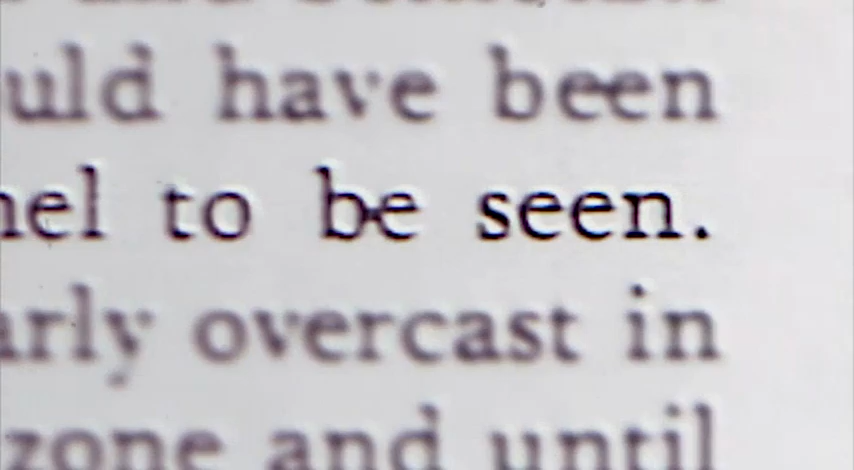 uld have been
nel to be seen.
arly overcast in
zone and until